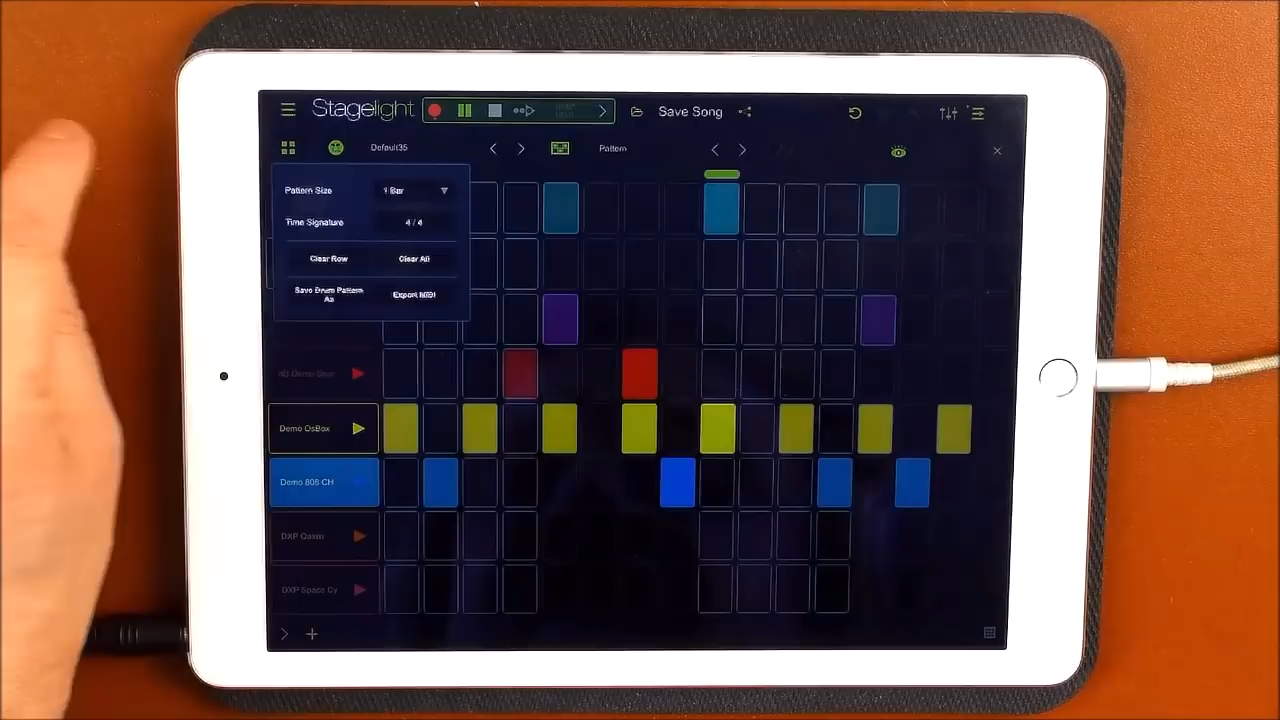 Stagelight
Save Song
Default35
Pattern
Pattern Size
1 Bar
Time Signature
4 / 4
Clear Row
Clear All
Save Drum Pattern
As
Export MIDI
Demo OsBox
Demo 808 CH
DXP
DXP Space Cy